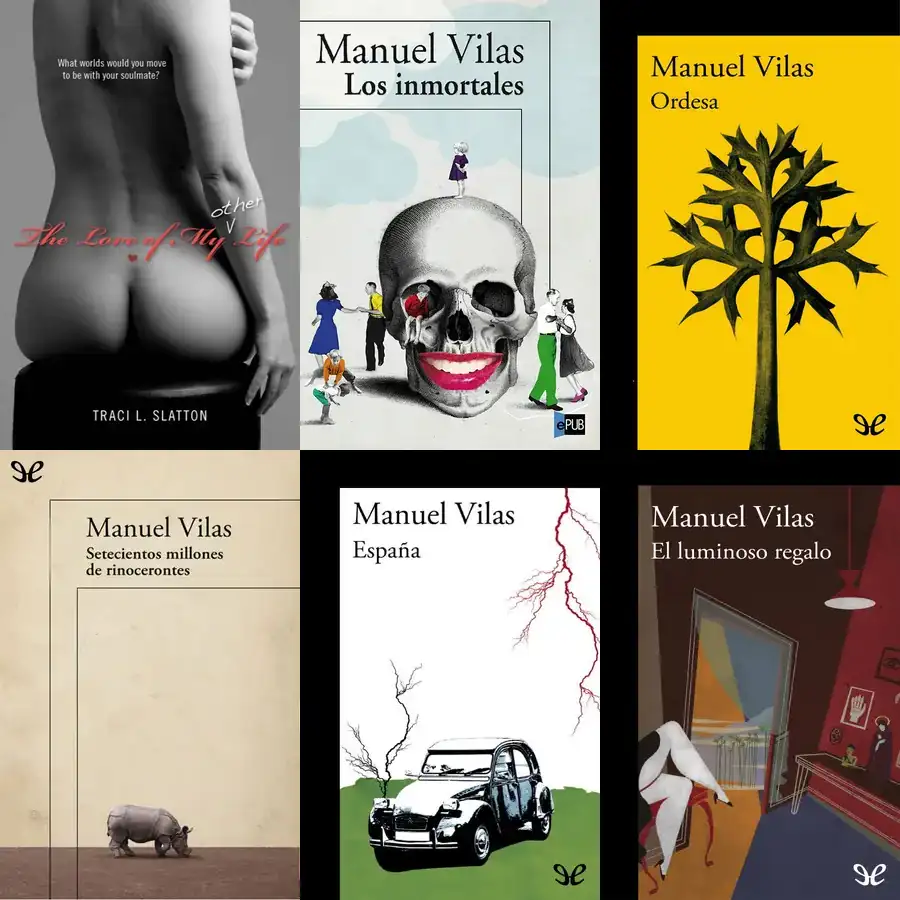 What worlds would you move
to be with your soulmate?
other
V
The Love of My Life
TRACI L. SLATTON
Manuel Vilas
Los inmortales
ePUB
Manuel Vilas
Ordesa
Manuel Vilas
Setecientos millones
de rinocerontes
Manuel Vilas
España
Manuel Vilas
El luminoso regalo